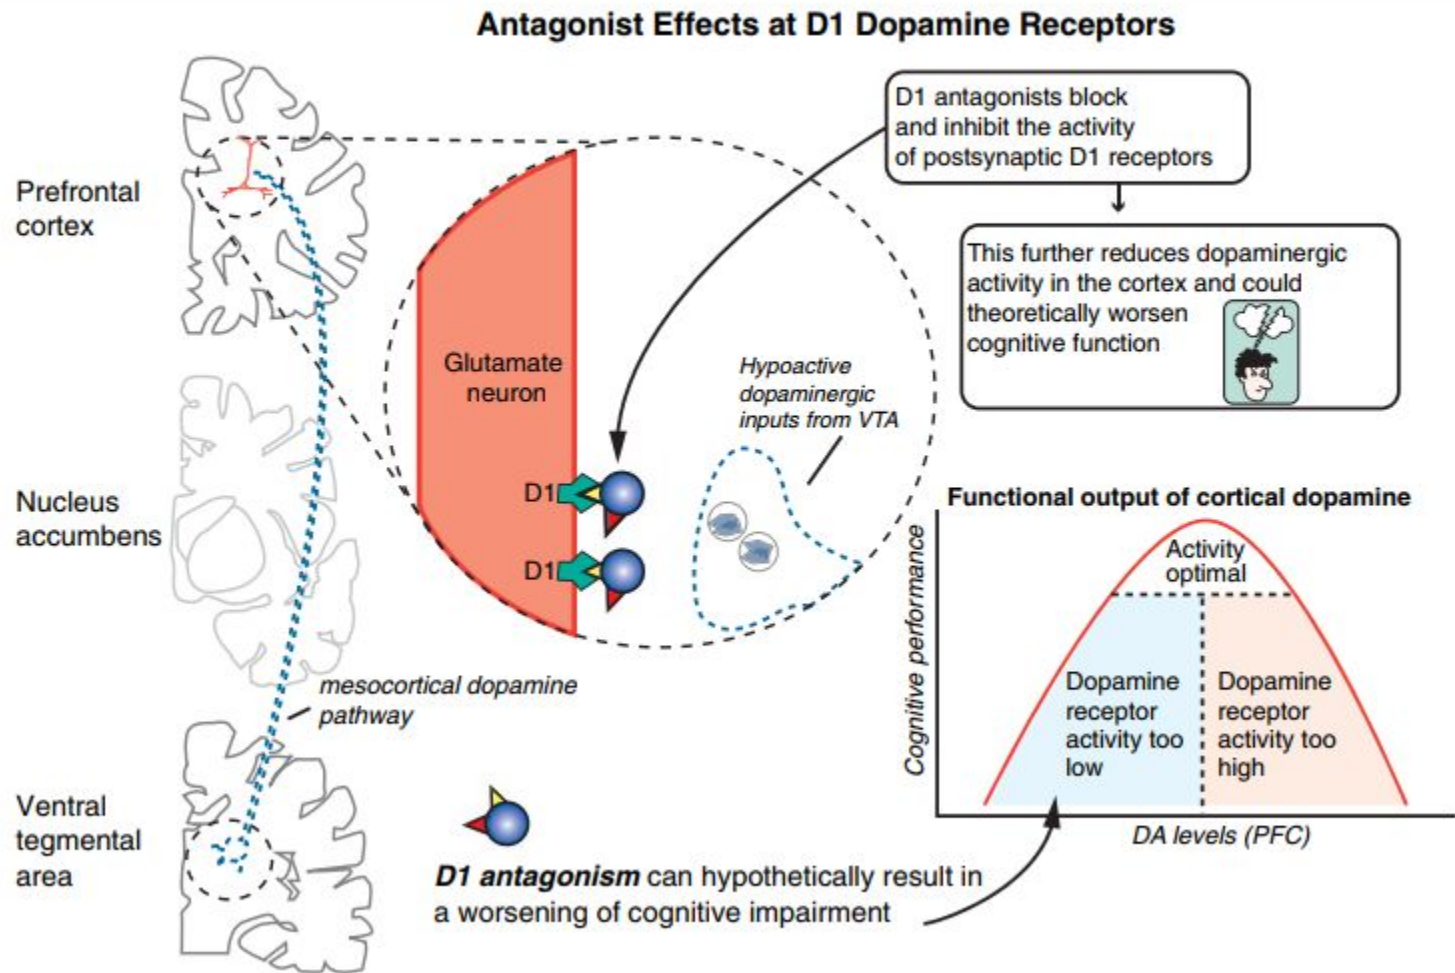 Antagonist Effects at D1 Dopamine Receptors
D1 antagonists block
and inhibit the activity
of postsynaptic D1 receptors
This further reduces dopaminergic
activity in the cortex and could
theoretically worsen
cognitive function
Prefrontal
cortex
Glutamate
neuron
Hypoactive
dopaminergic
inputs from VTA
D1
D1
Nucleus
accumbens
mesocortical dopamine
pathway
Ventral
tegmental
area
Functional output of cortical dopamine
Cognitive performance
Activity
optimal
Dopamine
receptor
activity too
low
Dopamine
receptor
activity too
high
DA levels (PFC)
D1 antagonism can hypothetically result in
a worsening of cognitive impairment